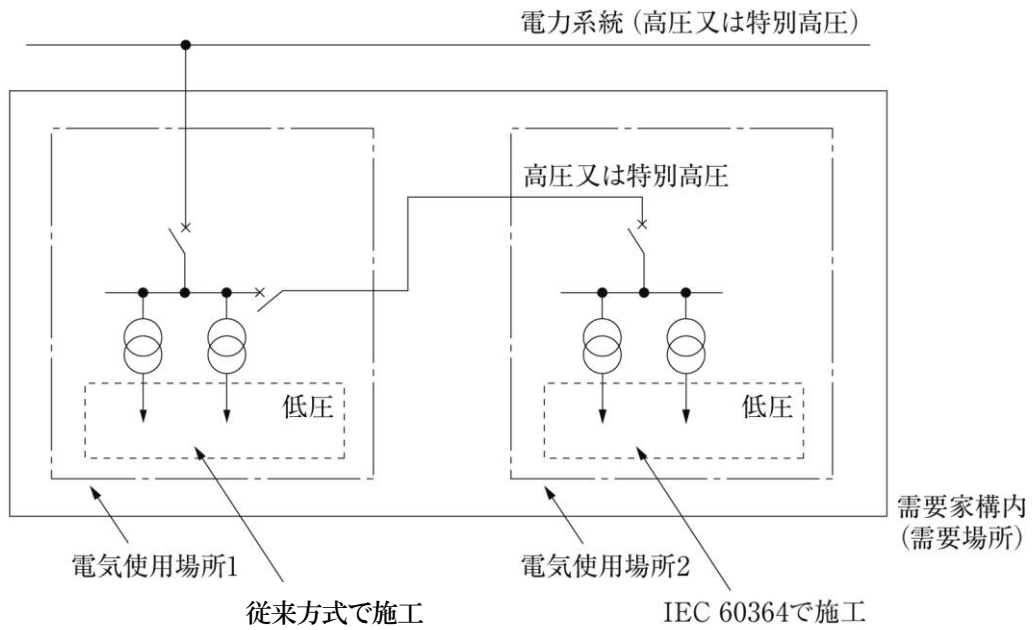 電力系統（高圧又は特別高圧）
高圧又は特別高圧
低圧
低圧
需要家構内
（需要場所）
電気使用場所1
電気使用場所2
従来方式で施工
IEC 60364で施工